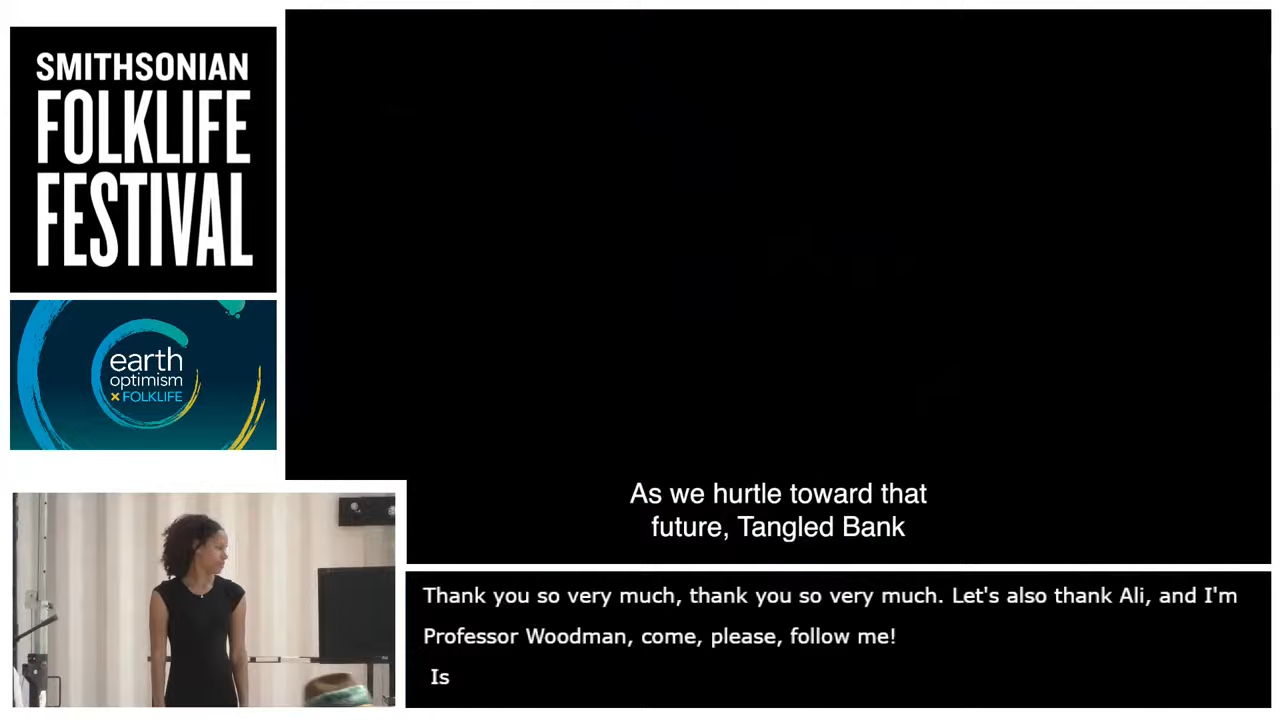 SMITHSONIAN
FOLKLIFE
FESTIVAL
earth
optimism
× FOLKLIFE
As we hurtle toward that
future, Tangled Bank
Thank you so very much, thank you so very much. Let's also thank Ali, and I'm
Professor Woodman, come, please, follow me!
Is